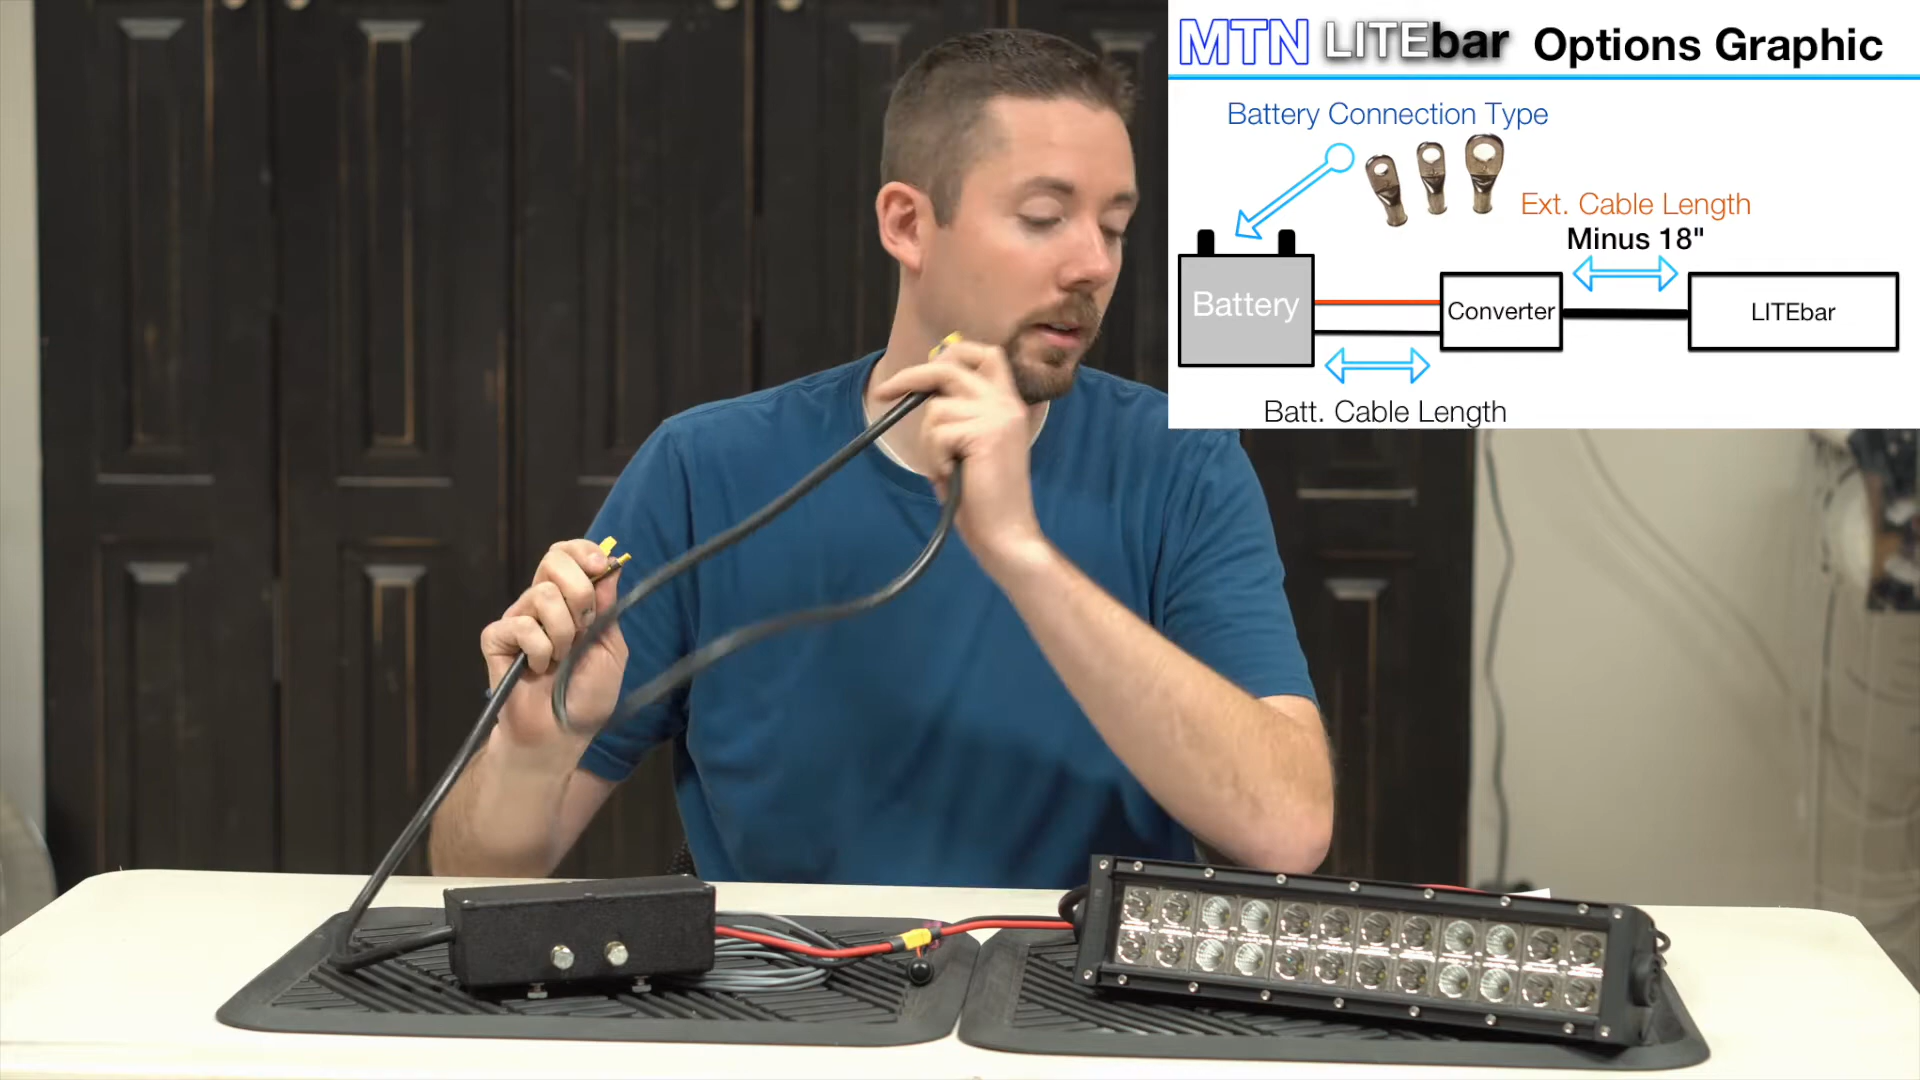 MTN LITEbar Options Graphic
Battery Connection Type
Ext. Cable Length
Minus 18"
Battery
Converter
LITEbar
Batt. Cable Length